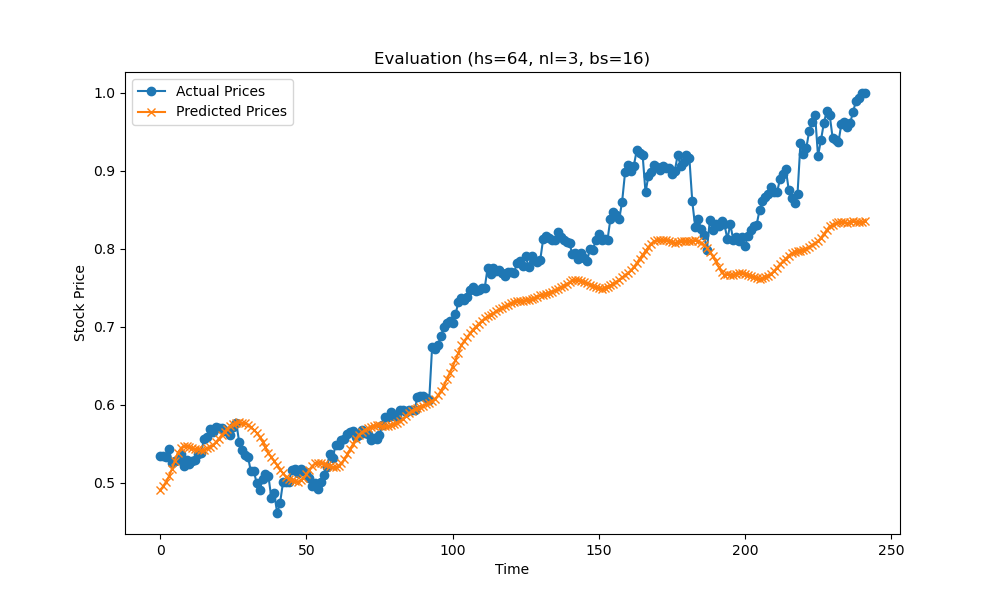 Evaluation (hs=64, nl=3, bs=16)
Actual Prices
Predicted Prices
Stock Price
1.0
0.9
0.8
0.7
0.6
0.5
0 50 100 150 200 250
Time